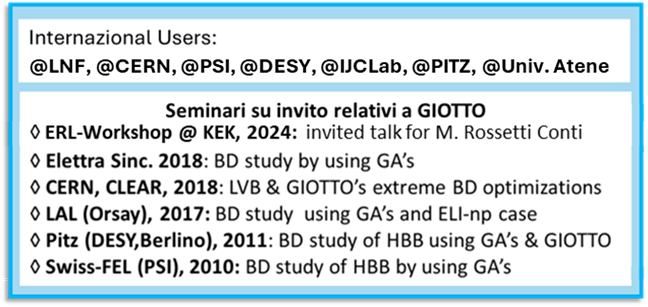 Internazional Users:
@LNF, @CERN, @PSI, @DESY, @IJCLab, @PITZ, @Univ. Atene
Seminari su invito relativi a GIOTTO
◊ ERL-Workshop @ KEK, 2024: invited talk for M. Rossetti Conti
◊ Elettra Sinc. 2018: BD study by using GA’s
◊ CERN, CLEAR, 2018: LVB & GIOTTO’s extreme BD optimizations
◊ LAL (Orsay), 2017: BD study using GA’s and ELI-np case
◊ Pitz (DESY,Berlino), 2011: BD study of HBB using GA’s & GIOTTO
◊ Swiss-FEL (PSI), 2010: BD study of HBB by using GA’s